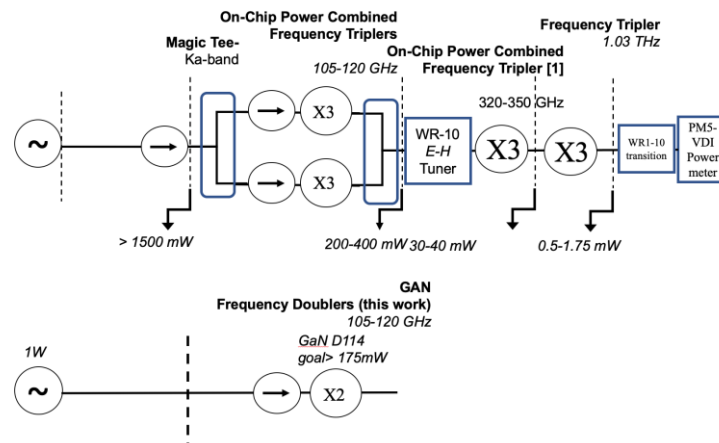 On-Chip Power Combined
Frequency Triplers
Magic Tee-
Ka-band
105-120 GHz
On-Chip Power Combined
Frequency Tripler [1]
320-350 GHz
Frequency Tripler
1.03 THz
~
X3
X3
WR-10
E-H
Tuner
X3
X3
WR1-10
transition
PM5-
VDI
Power
meter
> 1500 mW
200-400 mW
30-40 mW
0.5-1.75 mW
GAN
Frequency Doublers (this work)
105-120 GHz
1W
GaN D114
goal> 175mW
~
X2